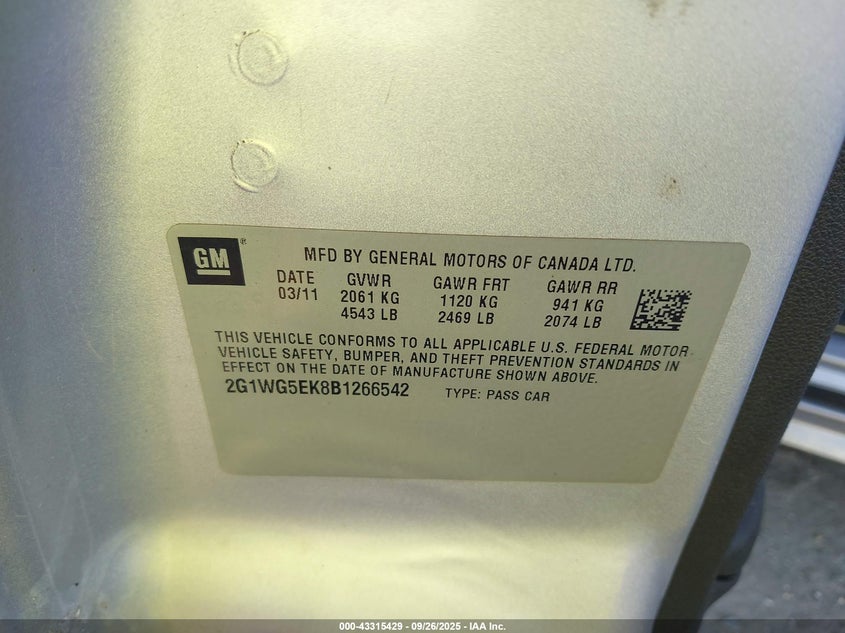 GM®
MFD BY GENERAL MOTORS OF CANADA LTD.
DATE GVWR GAWR FRT GAWR RR
03/11 2061 KG 1120 KG 941 KG
4543 LB 2469 LB 2074 LB
THIS VEHICLE CONFORMS TO ALL APPLICABLE U.S. FEDERAL MOTOR
VEHICLE SAFETY, BUMPER, AND THEFT PREVENTION STANDARDS IN
EFFECT ON THE DATE OF MANUFACTURE SHOWN ABOVE.
2G1WG5EK8B1266542 TYPE: PASS CAR
000-43315429 - 09/26/2025 - IAA Inc.